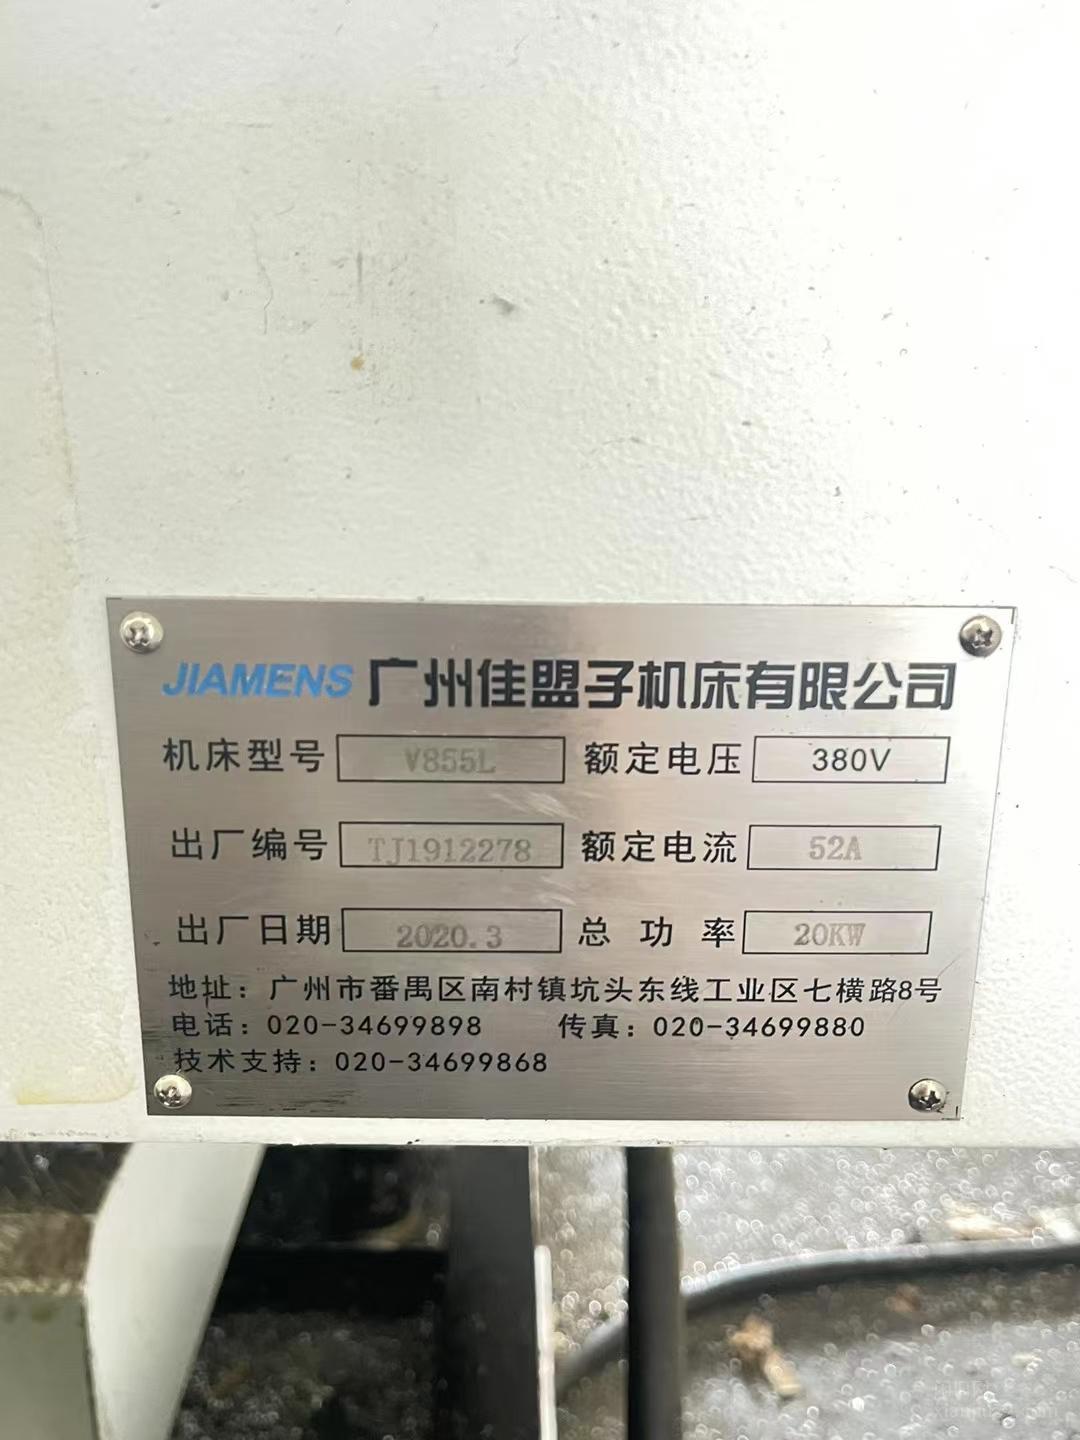 JIAMENS 广州佳盟子机床有限公司
机床型号 V855L 额定电压 380V
出厂编号 TJ1912278 额定电流 52A
出厂日期 2020.3 总功率 20KW
地址：广州市番禺区南村镇坑头东线工业区七横路8号
电话：020-34699898 传真：020-34699880
技术支持：020-34699868